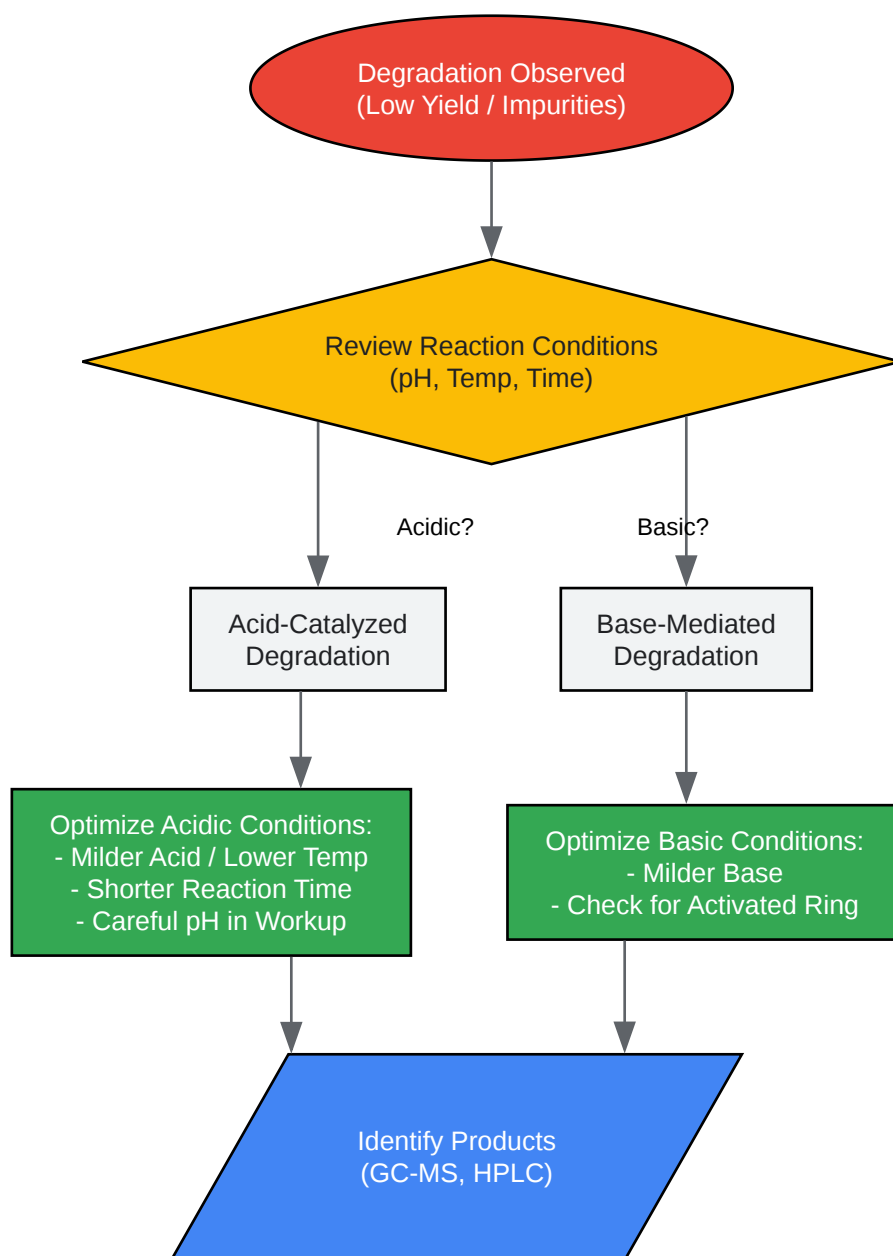 Degradation Observed
(Low Yield / Impurities)
Review Reaction Conditions
(pH, Temp, Time)
Acidic?
Basic?
Acid-Catalyzed
Degradation
Base-Mediated
Degradation
Optimize Acidic Conditions:
- Milder Acid / Lower Temp
- Shorter Reaction Time
- Careful pH in Workup
Optimize Basic Conditions:
- Milder Base
- Check for Activated Ring
Identify Products
(GC-MS, HPLC)